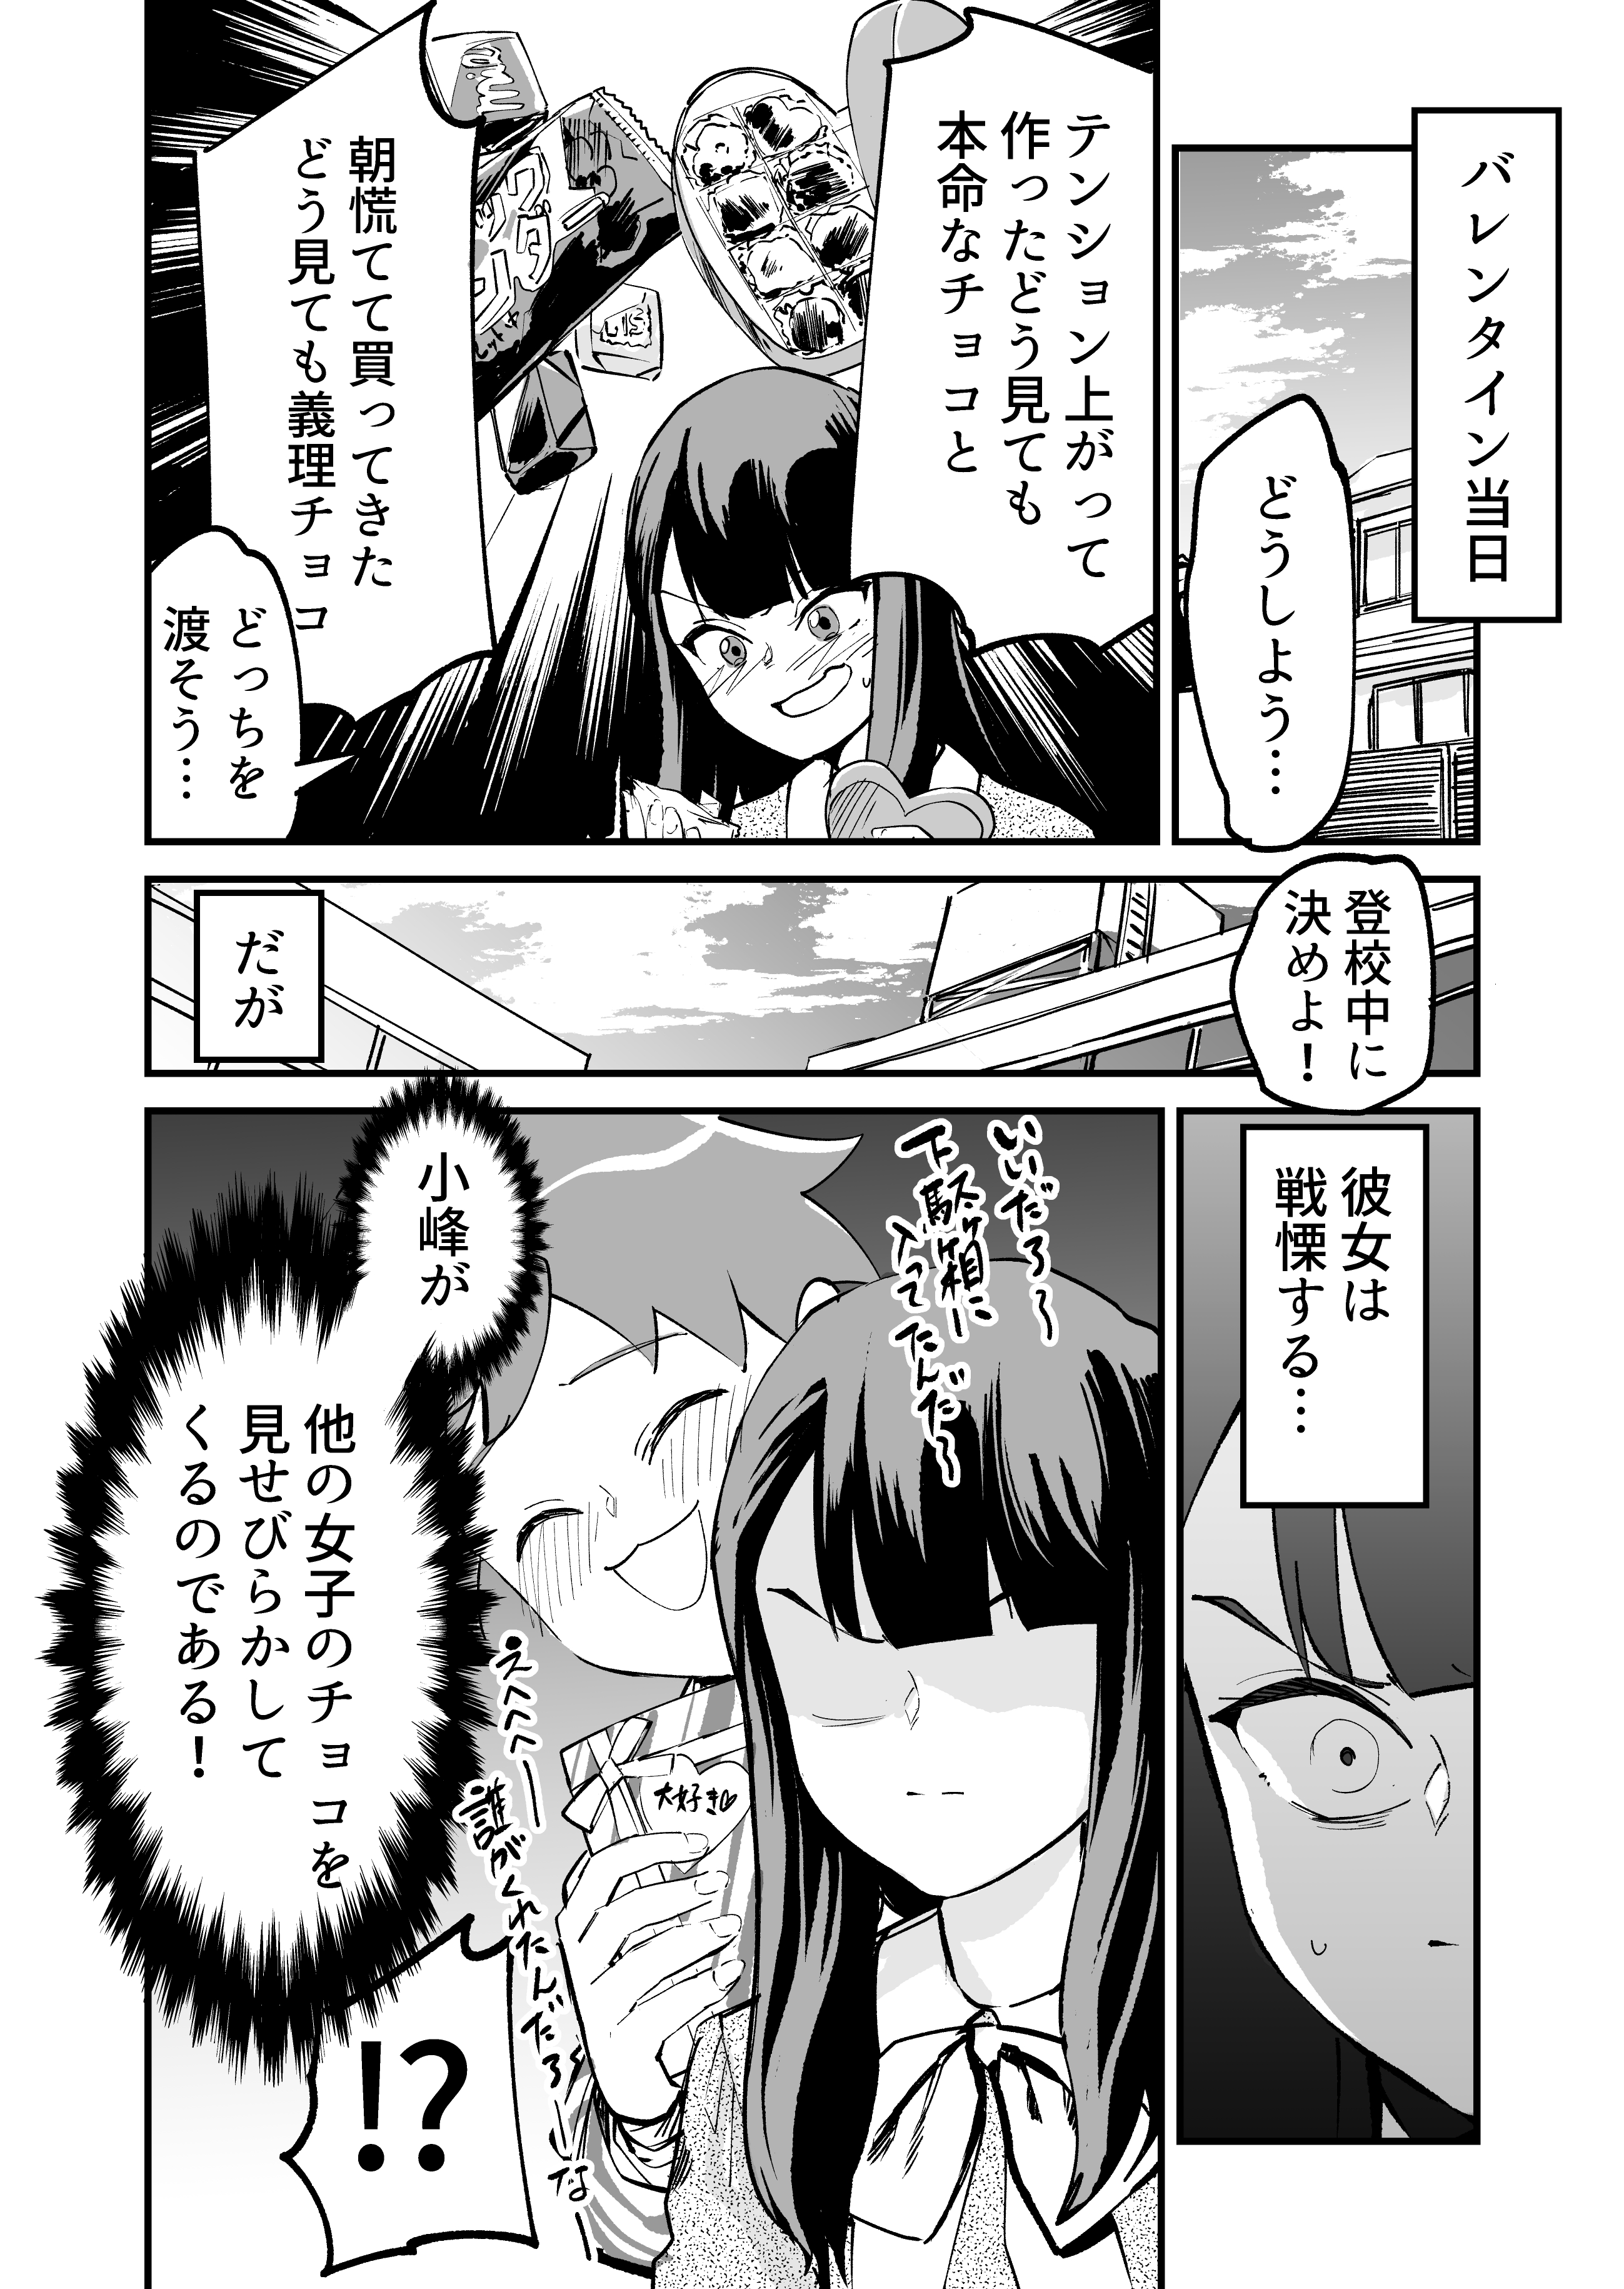 バレンタイン当日
どうしよう…
テンション上がって
作ったどう見ても
本命なチョコと
朝慌てて買ってきた
どう見ても義理チョコ
どっちを
渡そう…
登校中に
決めよ！
だが
彼女は
戦慄する…
いいだろ〜
下駄箱に
入ってたんだ〜
小峰が
他の女子のチョコを
見せびらかして
くるのである！
えへへへー
大好き♡
誰がくれたんだろーな
!?